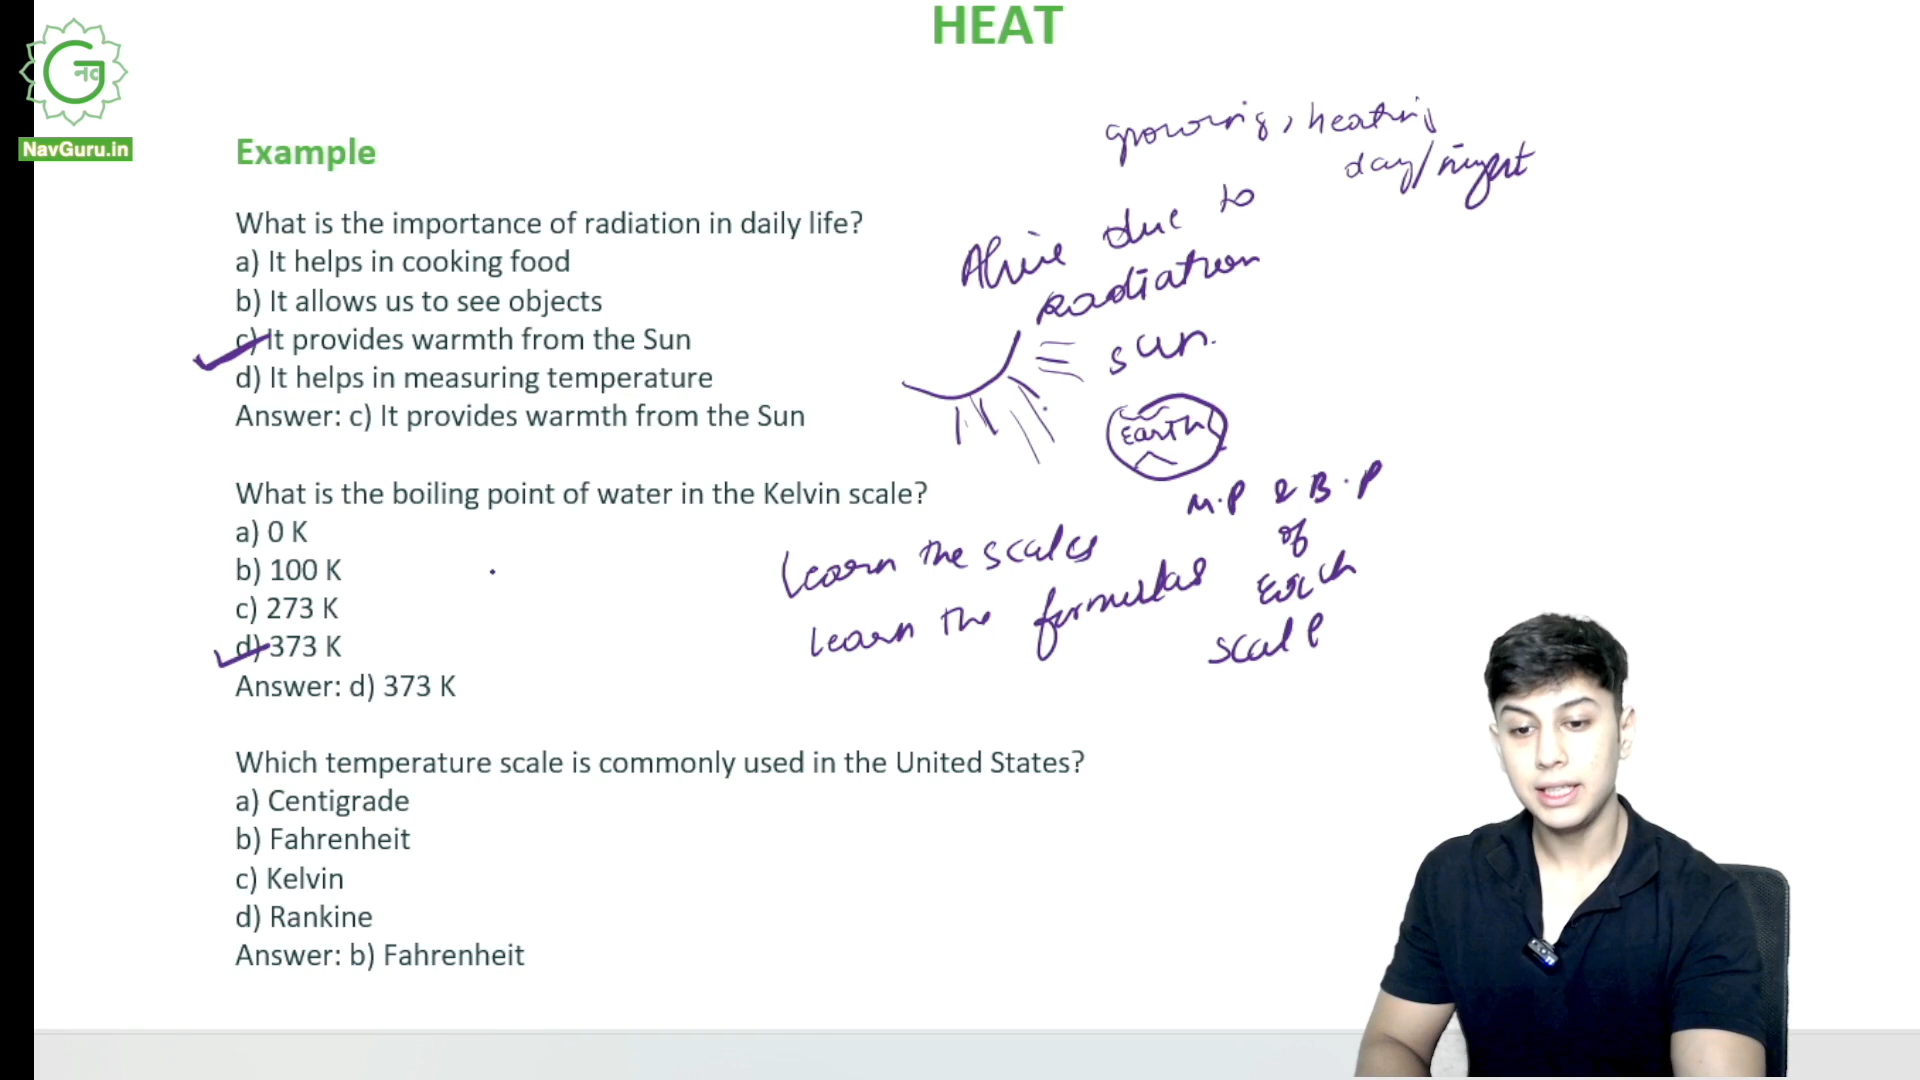 HEAT
नव
NavGuru.in
Example
What is the importance of radiation in daily life?
a) It helps in cooking food
b) It allows us to see objects
c) It provides warmth from the Sun
d) It helps in measuring temperature
Answer: c) It provides warmth from the Sun
What is the boiling point of water in the Kelvin scale?
a) 0 K
b) 100 K
c) 273 K
d) 373 K
Answer: d) 373 K
Which temperature scale is commonly used in the United States?
a) Centigrade
b) Fahrenheit
c) Kelvin
d) Rankine
Answer: b) Fahrenheit
growing, heating
day/night
Alive due to
radiation
sun.
Earth
M.P & B.P
of
Each
scale
learn the scales
learn the formulas